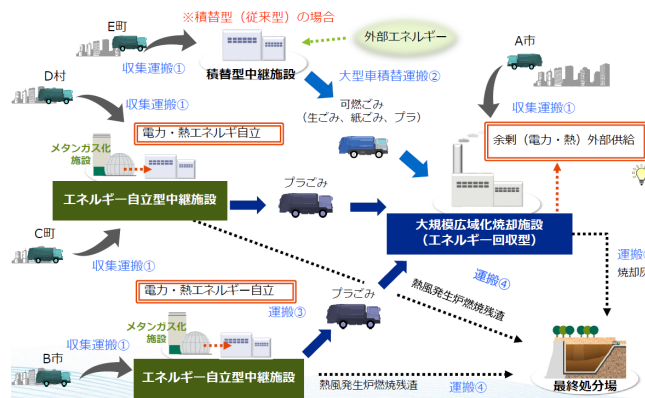 ※積替型（従来型）の場合
E町
外部エネルギー
A市
収集運搬①
積替型中継施設
大型車積替運搬②
D村
収集運搬①
収集運搬①
可燃ごみ
（生ごみ、紙ごみ、プラ）
電力・熱エネルギ自立
余剰（電力・熱）外部供給
メタンガス化
施設
プラごみ
エネルギー自立型中継施設
大規模広域化焼却施設
（エネルギー回収型）
C町
収集運搬①
運搬
焼却灰
電力・熱エネルギー自立
運搬③
プラごみ
運搬④
熱風発生炉燃焼残渣
メタンガス化
施設
B市
収集運搬①
エネルギー自立型中継施設
熱風発生炉燃焼残渣
運搬④
最終処分場